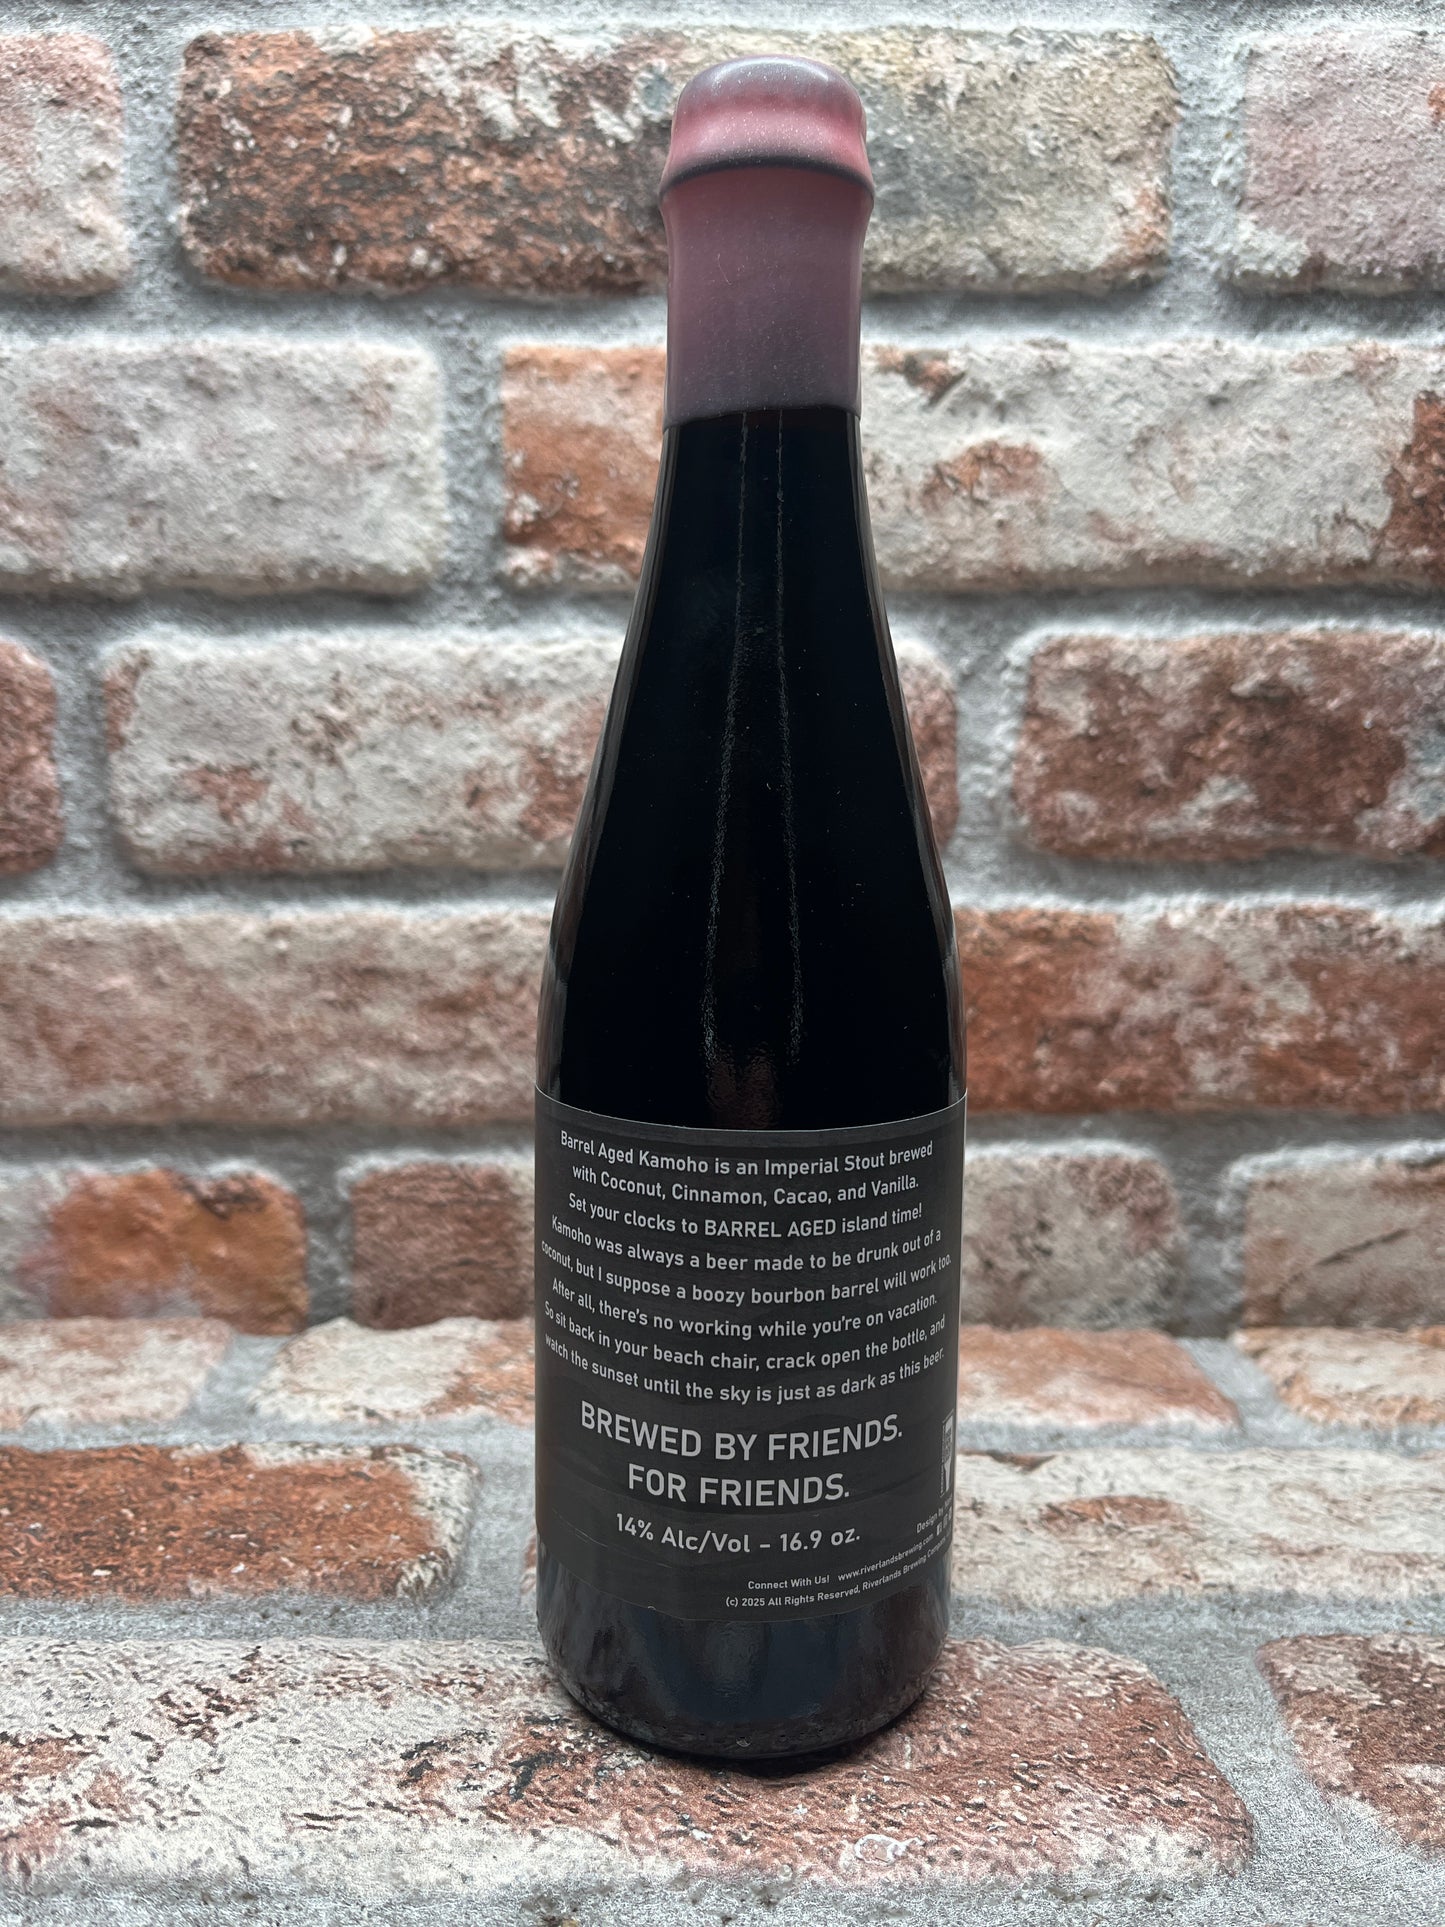 Barrel Aged Kamoho is an Imperial Stout brewed
with Coconut, Cinnamon, Cacao, and Vanilla.
Set your clocks to BARREL AGED island time!
Kamoho was always a beer made to be drunk out of a
coconut, but I suppose a boozy bourbon barrel will work too.
After all, there's no working while you're on vacation.
So sit back in your beach chair, crack open the bottle, and
watch the sunset until the sky is just as dark as this beer.
BREWED BY FRIENDS.
FOR FRIENDS.
14% Alc/Vol – 16.9 oz.
Design by
Connect With Us! www.riverlandsbrewing.com
(c) 2025 All Rights Reserved, Riverlands Brewing Company